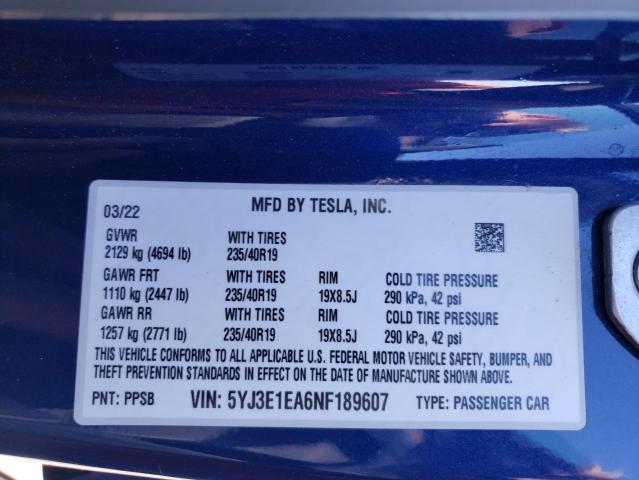 MFD BY TESLA, INC.
03/22 MFD BY TESLA, INC.
GVWR WITH TIRES
2129 kg (4694 lb) 235/40R19
GAWR FRT WITH TIRES RIM COLD TIRE PRESSURE
1110 kg (2447 lb) 235/40R19 19X8.5J 290 kPa, 42 psi
GAWR RR WITH TIRES RIM COLD TIRE PRESSURE
1257 kg (2771 lb) 235/40R19 19X8.5J 290 kPa, 42 psi
THIS VEHICLE CONFORMS TO ALL APPLICABLE U.S. FEDERAL MOTOR VEHICLE SAFETY, BUMPER, AND
THEFT PREVENTION STANDARDS IN EFFECT ON THE DATE OF MANUFACTURE SHOWN ABOVE.
PNT: PPSB VIN: 5YJ3E1EA6NF189607 TYPE: PASSENGER CAR